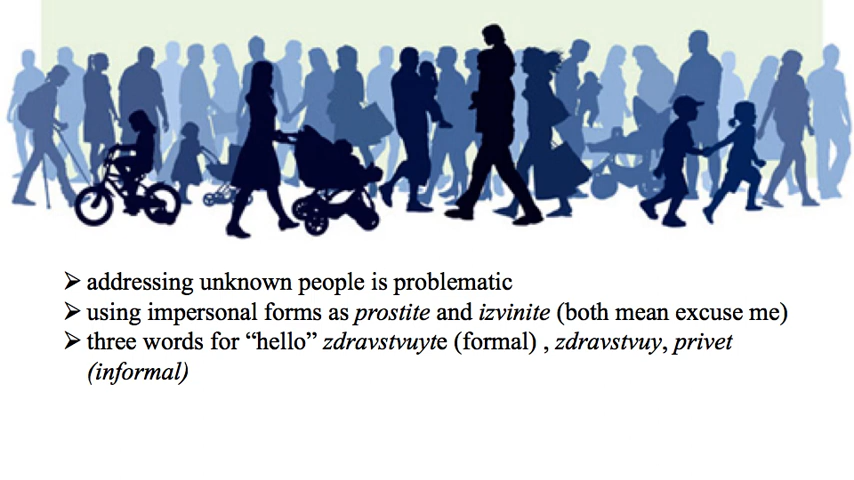 ➢ addressing unknown people is problematic
➢ using impersonal forms as prostite and izvinite (both mean excuse me)
➢ three words for “hello” zdravstvuyte (formal) , zdravstvuy, privet
(informal)